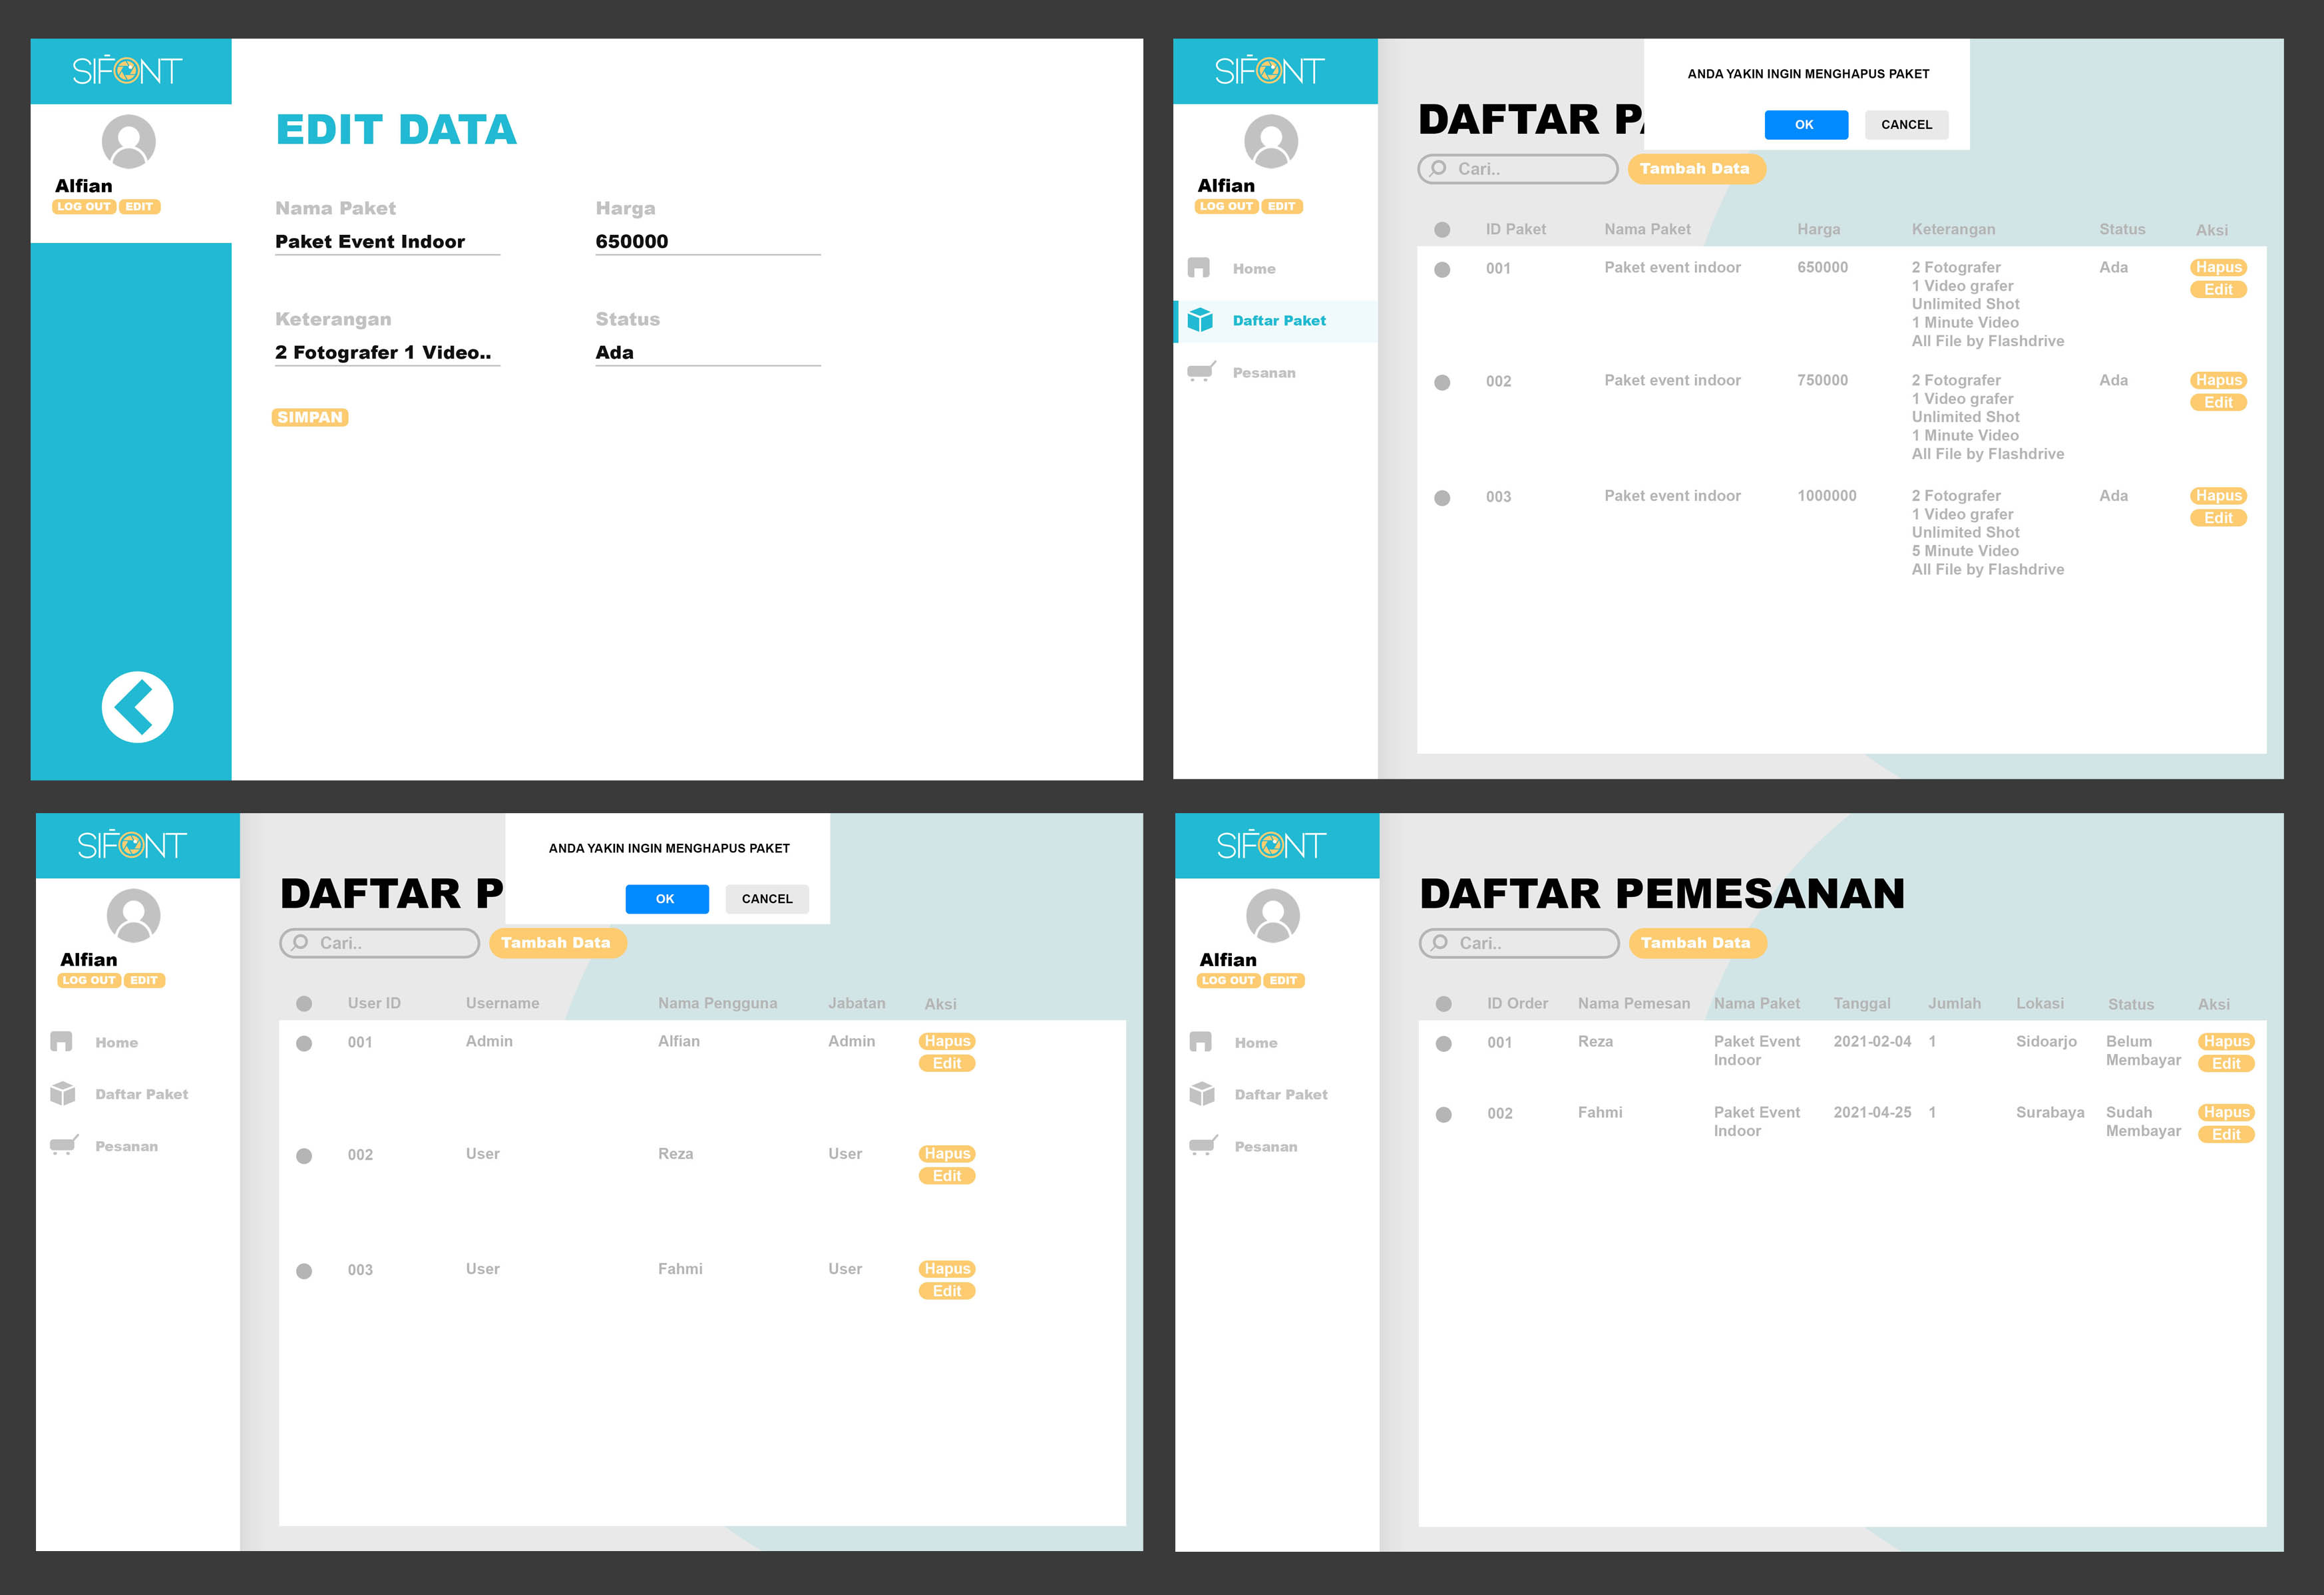 SIFONT
Alfian
LOG OUT EDIT
EDIT DATA
Nama Paket Harga
Paket Event Indoor 650000
Keterangan Status
2 Fotografer 1 Video.. Ada
SIMPAN
SIFONT
Alfian
LOG OUT EDIT
Home
Daftar Paket
Pesanan
ANDA YAKIN INGIN MENGHAPUS PAKET
OK CANCEL
DAFTAR
Cari.. Tambah Data
ID Paket Nama Paket Harga Keterangan Status Aksi
001 Paket event indoor 650000 2 Fotografer Ada Hapus
1 Video grafer Edit
Unlimited Shot
1 Minute Video
All File by Flashdrive
002 Paket event indoor 750000 2 Fotografer Ada Hapus
1 Video grafer Edit
Unlimited Shot
1 Minute Video
All File by Flashdrive
003 Paket event indoor 1000000 2 Fotografer Ada Hapus
1 Video grafer Edit
Unlimited Shot
5 Minute Video
All File by Flashdrive
SIFONT
Alfian
LOG OUT EDIT
Home
Daftar Paket
Pesanan
ANDA YAKIN INGIN MENGHAPUS PAKET
OK CANCEL
DAFTAR P
Cari.. Tambah Data
User ID Username Nama Pengguna Jabatan Aksi
001 Admin Alfian Admin Hapus
Edit
002 User Reza User Hapus
Edit
003 User Fahmi User Hapus
Edit
SIFONT
Alfian
LOG OUT EDIT
Home
Daftar Paket
Pesanan
DAFTAR PEMESANAN
Cari.. Tambah Data
ID Order Nama Pemesan Nama Paket Tanggal Jumlah Lokasi Status Aksi
001 Reza Paket Event 2021-02-04 1 Sidoarjo Belum Hapus
Indoor Membayar Edit
002 Fahmi Paket Event 2021-04-25 1 Surabaya Sudah Hapus
Indoor Membayar Edit